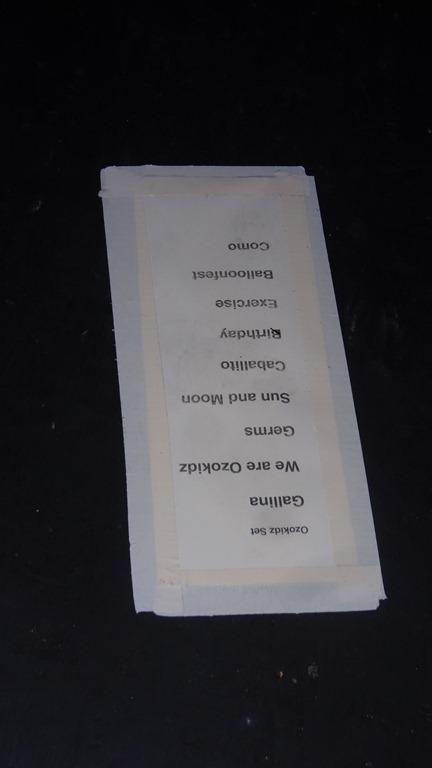 Ozokidz Set
Gallina
We are Ozokidz
Germs
Sun and Moon
Caballito
Birthday
Exercise
Balloonfest
Como